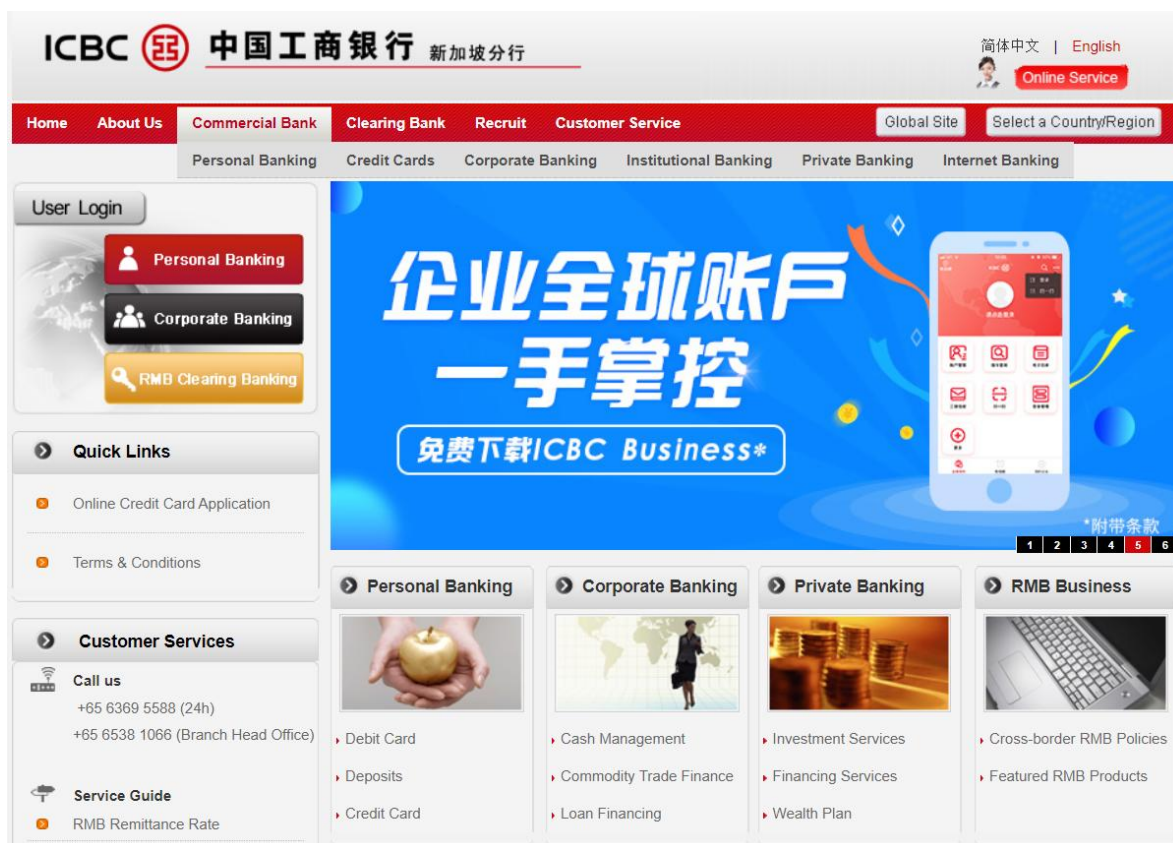 ICBC 中国工商银行 新加坡分行
简体中文 | English
Online Service
Home About Us Commercial Bank Clearing Bank Recruit Customer Service Global Site Select a Country/Region
Personal Banking Credit Cards Corporate Banking Institutional Banking Private Banking Internet Banking
User Login
Personal Banking
Corporate Banking
RMB Clearing Banking
企业全球账戶
一手掌控
免费下载ICBC Business*
*附带条款
1 2 3 4 5 6
Quick Links
Online Credit Card Application
Terms & Conditions
Customer Services
Call us
+65 6369 5588 (24h)
+65 6538 1066 (Branch Head Office)
Service Guide
RMB Remittance Rate
Personal Banking
Debit Card
Deposits
Credit Card
Corporate Banking
Cash Management
Commodity Trade Finance
Loan Financing
Private Banking
Investment Services
Financing Services
Wealth Plan
RMB Business
Cross-border RMB Policies
Featured RMB Products